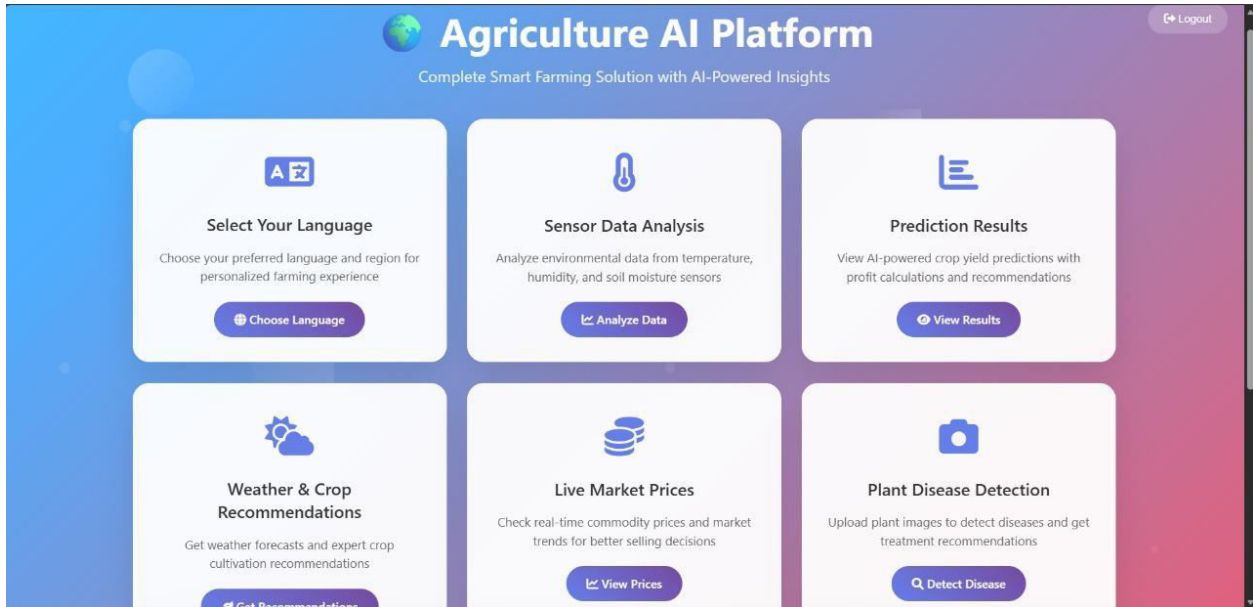 Agriculture AI Platform
Logout
Complete Smart Farming Solution with AI-Powered Insights
Select Your Language
Choose your preferred language and region for
personalized farming experience
Choose Language
Sensor Data Analysis
Analyze environmental data from temperature,
humidity, and soil moisture sensors
Analyze Data
Prediction Results
View AI-powered crop yield predictions with
profit calculations and recommendations
View Results
Weather & Crop
Recommendations
Get weather forecasts and expert crop
cultivation recommendations
Get Recommendations
Live Market Prices
Check real-time commodity prices and market
trends for better selling decisions
View Prices
Plant Disease Detection
Upload plant images to detect diseases and get
treatment recommendations
Detect Disease